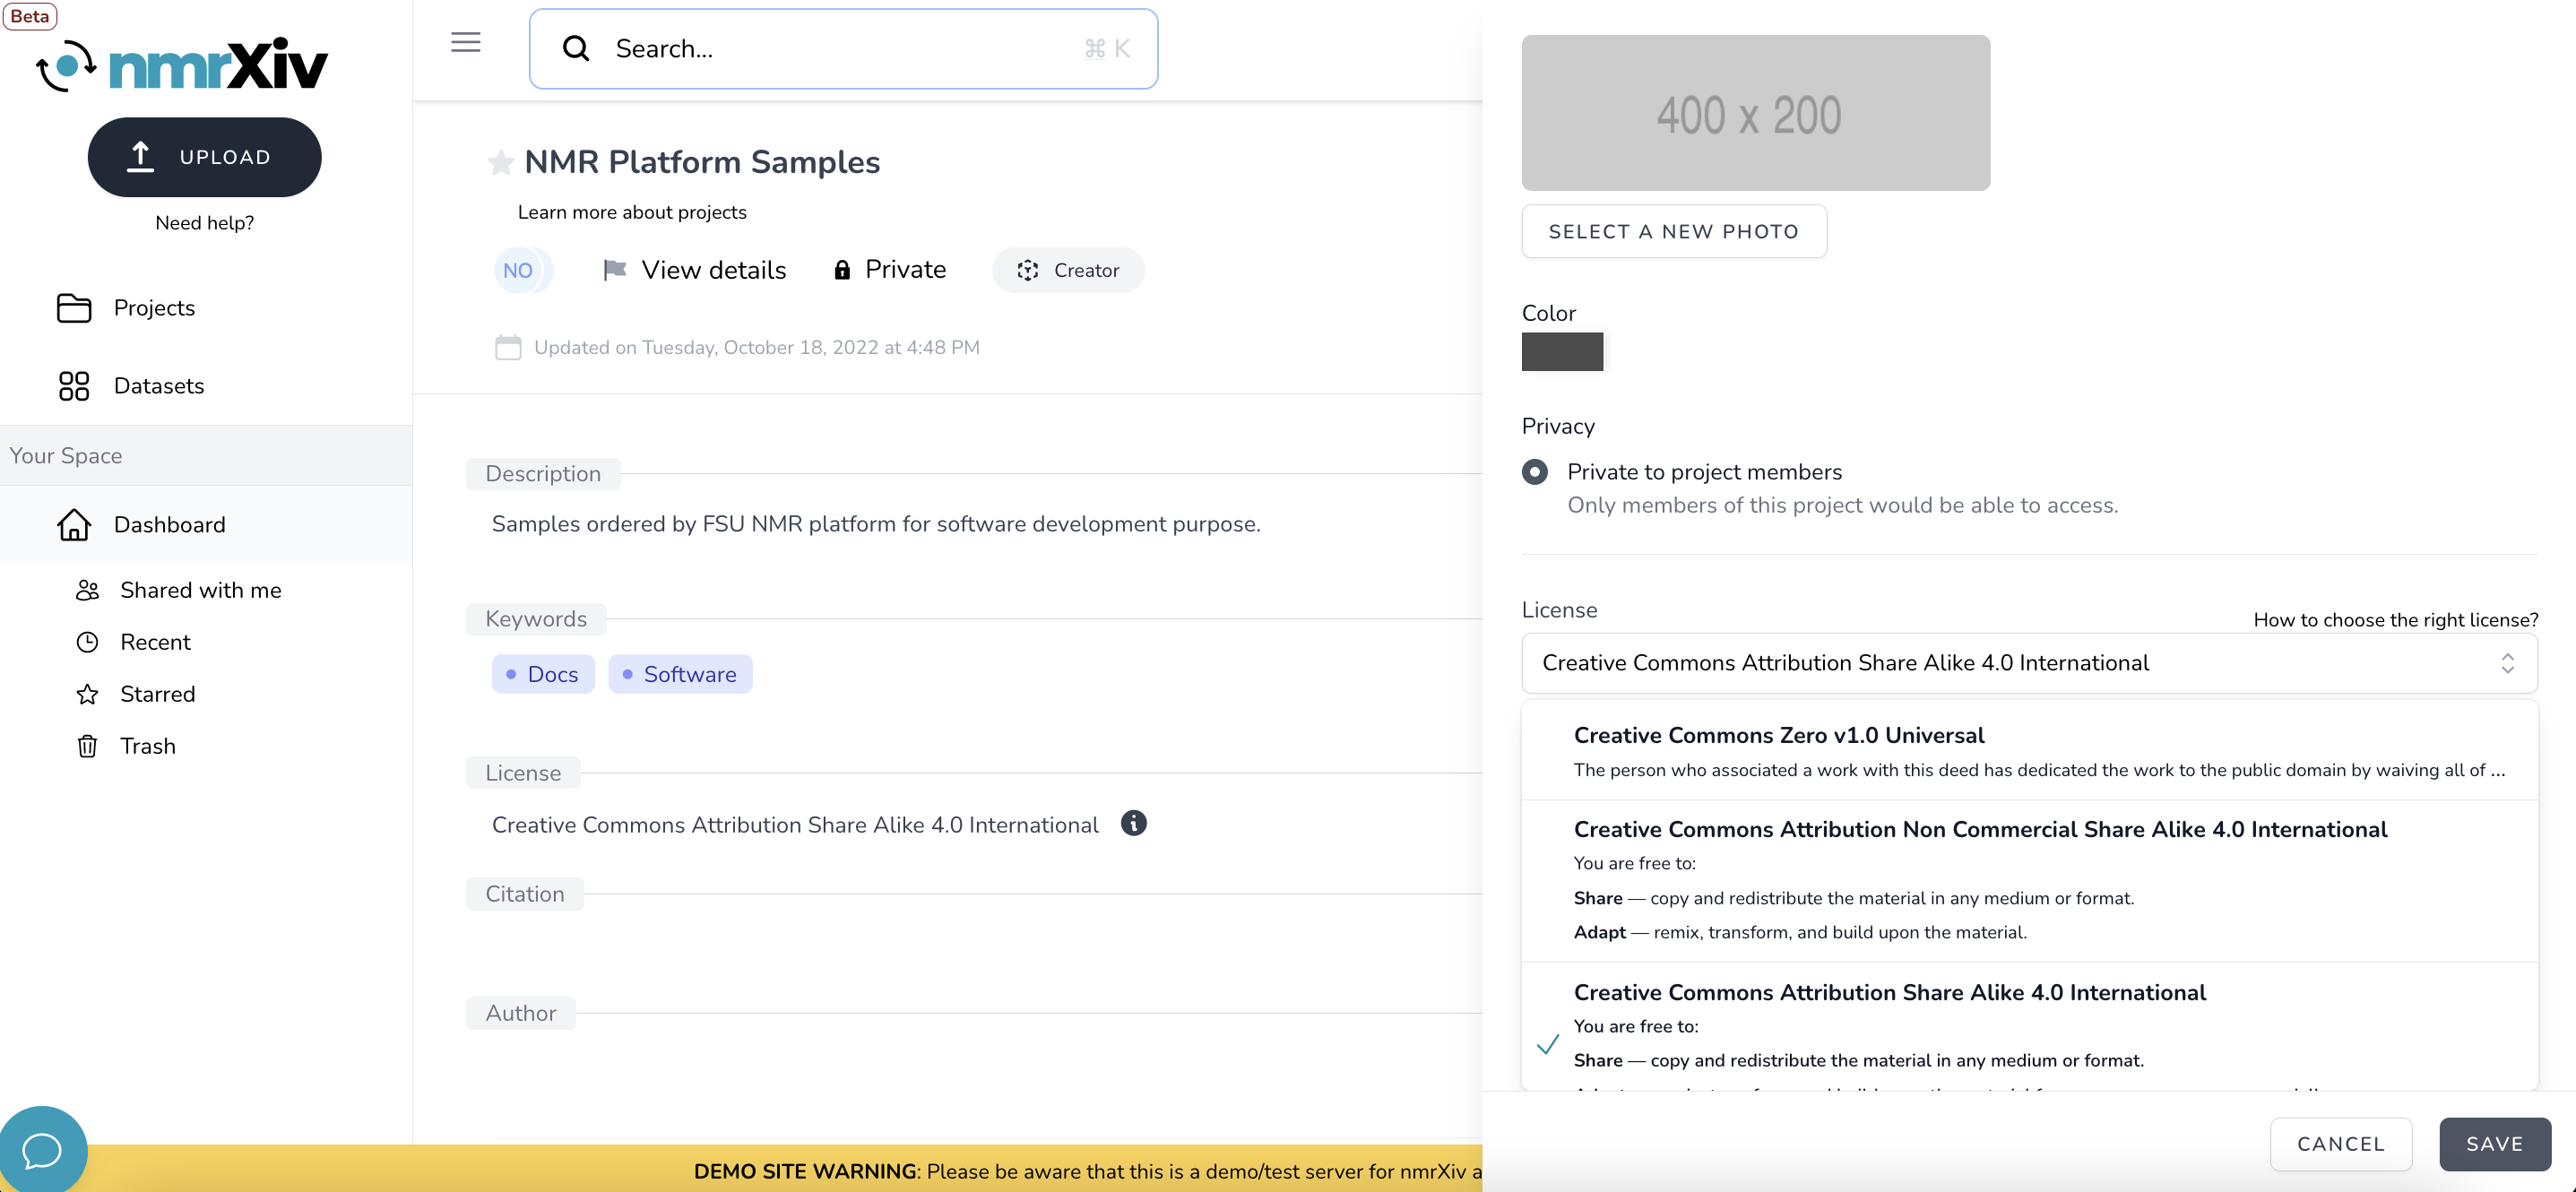 Beta
nmrXiv
UPLOAD
Need help?
Projects
Datasets
Your Space
Dashboard
Shared with me
Recent
Starred
Trash
Search...
⌘ K
NMR Platform Samples
Learn more about projects
NO
View details
Private
Creator
Updated on Tuesday, October 18, 2022 at 4:48 PM
Description
Samples ordered by FSU NMR platform for software development purpose.
Keywords
Docs
Software
License
Creative Commons Attribution Share Alike 4.0 International
Citation
Author
DEMO SITE WARNING: Please be aware that this is a demo/test server for nmrXiv a
400 x 200
SELECT A NEW PHOTO
Color
Privacy
Private to project members
Only members of this project would be able to access.
License
How to choose the right license?
Creative Commons Attribution Share Alike 4.0 International
Creative Commons Zero v1.0 Universal
The person who associated a work with this deed has dedicated the work to the public domain by waiving all of ...
Creative Commons Attribution Non Commercial Share Alike 4.0 International
You are free to:
Share — copy and redistribute the material in any medium or format.
Adapt — remix, transform, and build upon the material.
Creative Commons Attribution Share Alike 4.0 International
You are free to:
Share — copy and redistribute the material in any medium or format.
CANCEL
SAVE